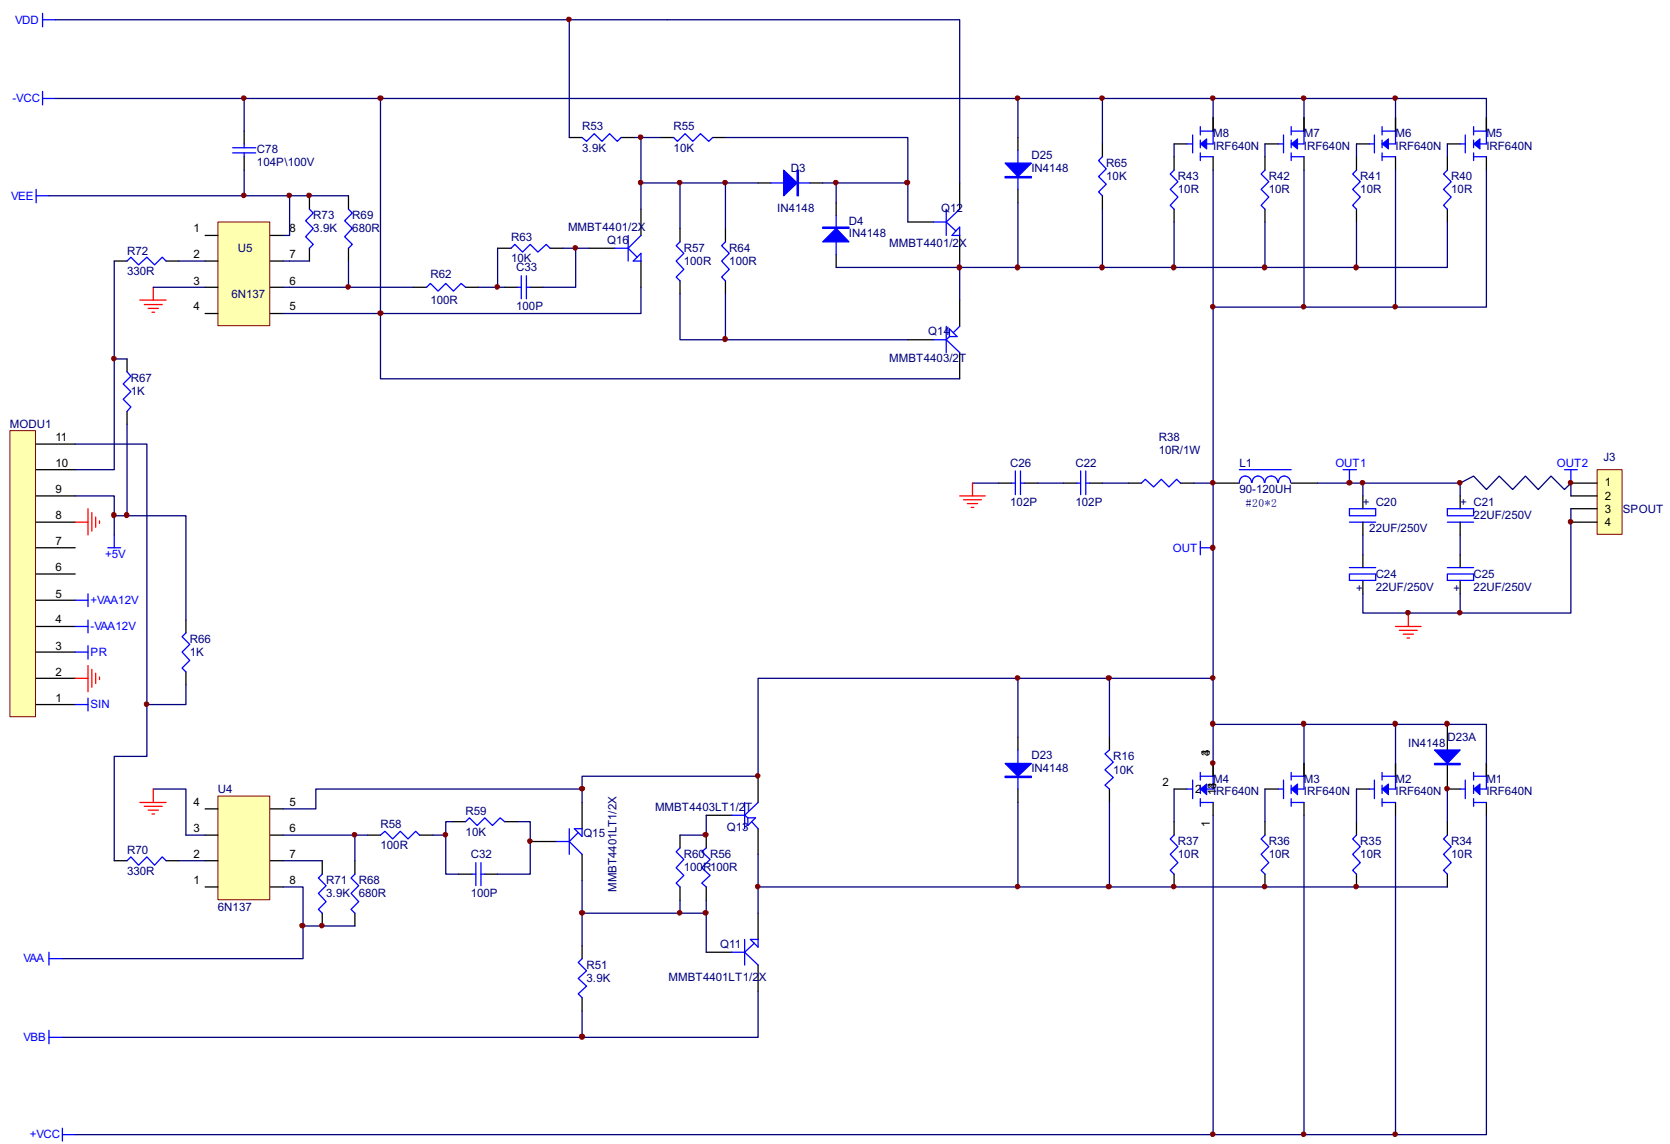 VDD
-VCC
C78
104P\100V
VEE
R53
3.9K
R55
10K
D3
IN4148
D4
IN4148
D25
IN4148
R65
10K
M8
IRF640N
M7
IRF640N
M6
IRF640N
M5
IRF640N
R43
10R
R42
10R
R41
10R
R40
10R
R73
3.9K
R69
680R
1
2
3
4
8
7
6
5
U5
6N137
R72
330R
R62
100R
R63
10K
C33
100P
MMBT4401/2X
Q16
R57
100R
R64
100R
Q12
MMBT4401/2X
Q14
MMBT4403/2T
R67
1K
MODU1
11
10
9
8
7
6
5
4
3
2
1
+5V
+VAA12V
-VAA12V
PR
SIN
R66
1K
C26
102P
C22
102P
R38
10R/1W
L1
90-120UH
#20*2
OUT1
OUT2
J3
1
2
3
4
SPOUT
+
C20
22UF/250V
+
C21
22UF/250V
OUT
C24
22UF/250V
+
C25
22UF/250V
+
D23
IN4148
R16
10K
2
1
M4
IRF640N
M3
IRF640N
M2
IRF640N
IN4148
D23A
M1
IRF640N
R37
10R
R36
10R
R35
10R
R34
10R
U4
4
3
2
1
5
6
7
8
6N137
R70
330R
R71
3.9K
R68
680R
R58
100R
R59
10K
C32
100P
Q15
MMBT4401LT1/2X
MMBT4403LT1/2T
Q13
R60
100R
R56
100R
Q11
MMBT4401LT1/2X
R51
3.9K
VAA
VBB
+VCC